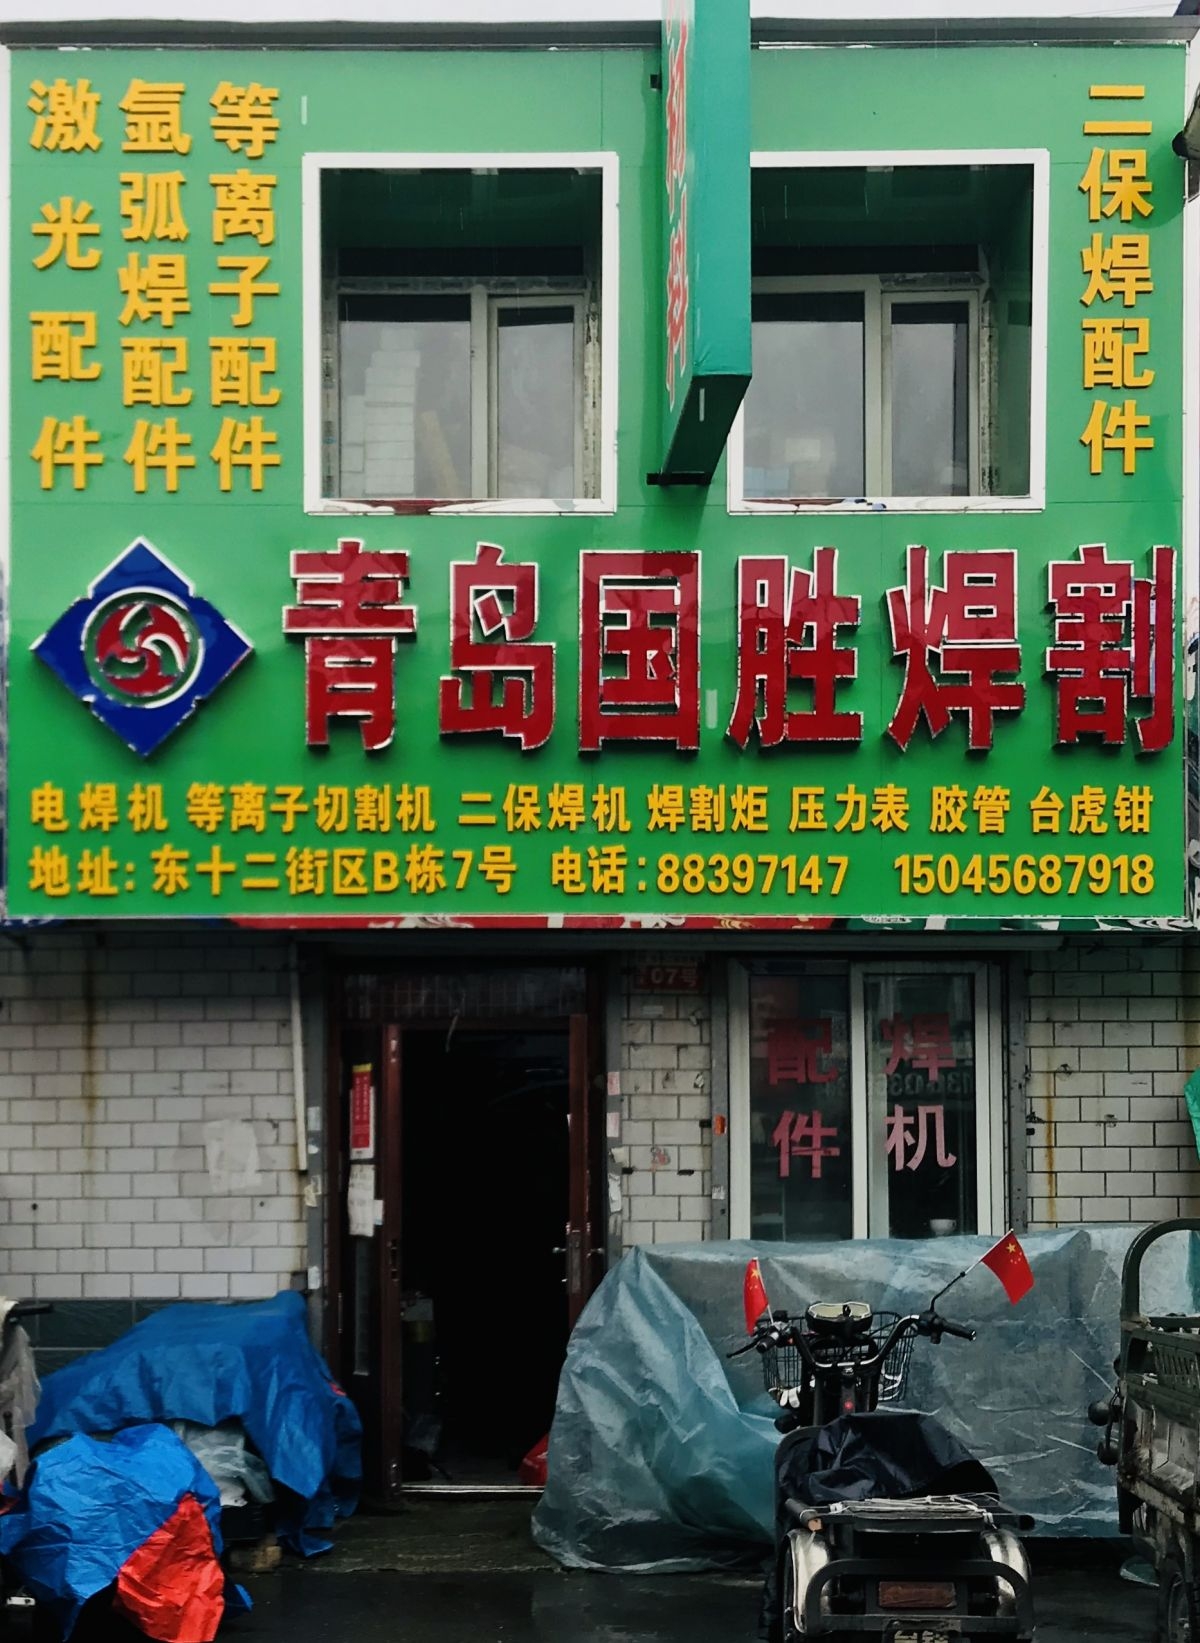 激光配件
氩弧焊配件
等离子配件
二保焊配件
青岛国胜焊割
电焊机 等离子切割机 二保焊机 焊割炬 压力表 胶管 台虎钳
地址: 东十二街区B栋7号 电话: 88397147 15045687918
07号
配件
焊机